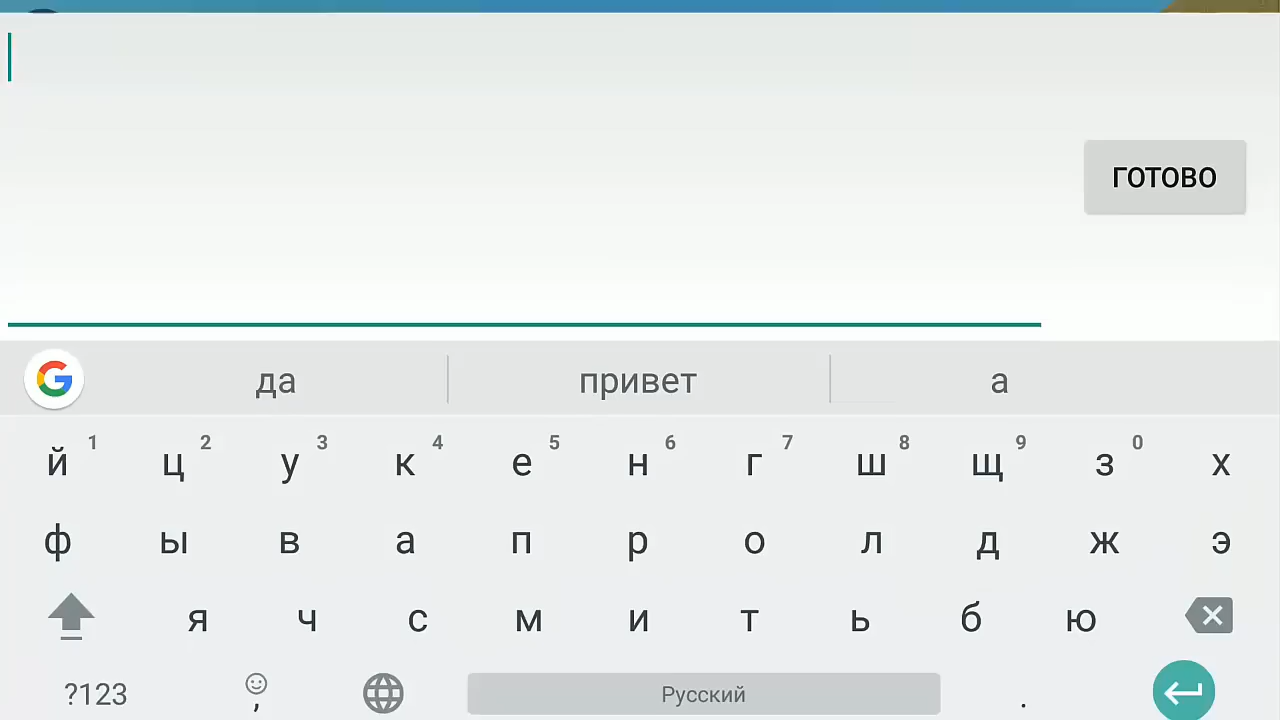 ГОТОВО
да привет а
й 1 ц 2 у 3 к 4 е 5 н 6 г 7 ш 8 щ 9 з 0 х
ф ы в а п р о л д ж э
я ч с м и т ь б ю
?123 , Русский .